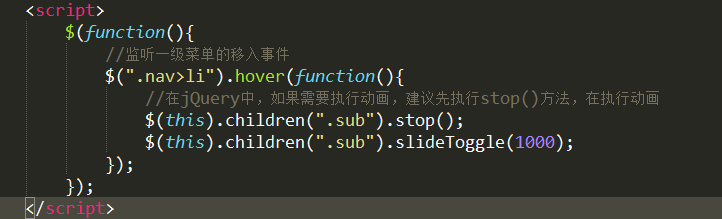 <script>
$(function(){
//监听一级菜单的移入事件
$(".nav>li").hover(function(){
//在jQuery中，如果需要执行动画，建议先执行stop()方法，在执行动画
$(this).children(".sub").stop();
$(this).children(".sub").slideToggle(1000);
});
});
</script>